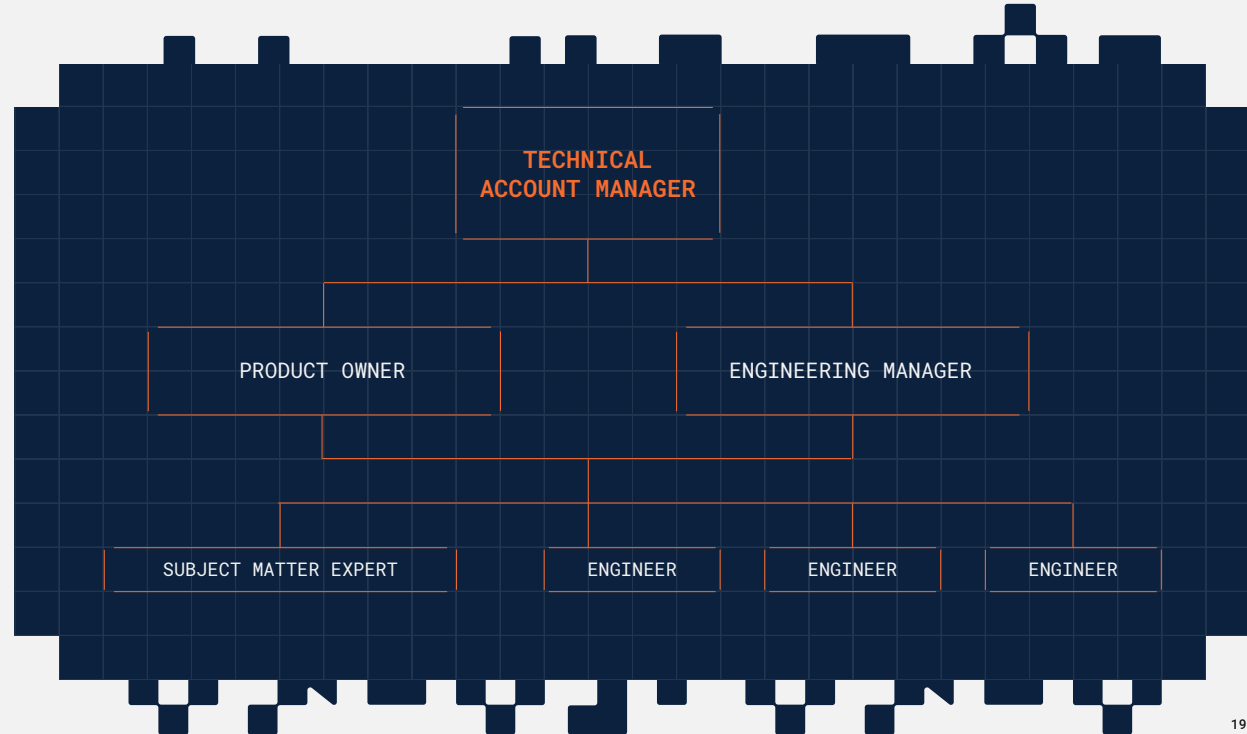 TECHNICAL
ACCOUNT MANAGER
PRODUCT OWNER
ENGINEERING MANAGER
SUBJECT MATTER EXPERT
ENGINEER
ENGINEER
ENGINEER
19